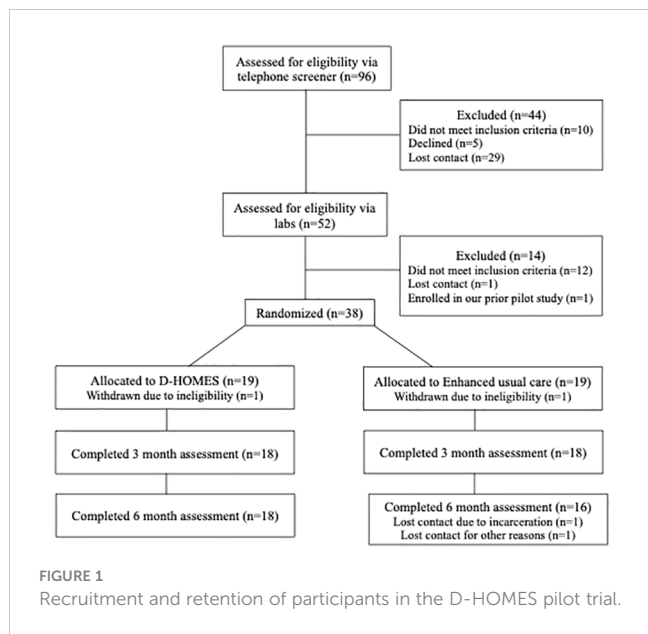 Assessed for eligibility via
telephone screener (n=96)
Excluded (n=44)
Did not meet inclusion criteria (n=10)
Declined (n=5)
Lost contact (n=29)
Assessed for eligibility via
labs (n=52)
Excluded (n=14)
Did not meet inclusion criteria (n=12)
Lost contact (n=1)
Enrolled in our prior pilot study (n=1)
Randomized (n=38)
Allocated to D-HOMES (n=19)
Withdrawn due to ineligibility (n=1)
Allocated to Enhanced usual care (n=19)
Withdrawn due to ineligibility (n=1)
Completed 3 month assessment (n=18)
Completed 3 month assessment (n=18)
Completed 6 month assessment (n=18)
Completed 6 month assessment (n=16)
Lost contact due to incarceration (n=1)
Lost contact for other reasons (n=1)
FIGURE 1
Recruitment and retention of participants in the D-HOMES pilot trial.